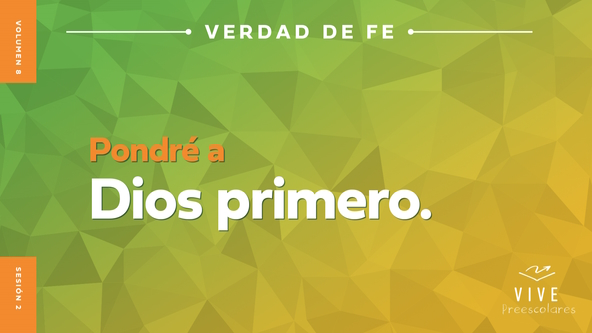 VERDAD DE FE
VOLUMEN 8
Pondré a
Dios primero.
SESIÓN 2
VIVE
Preescolares